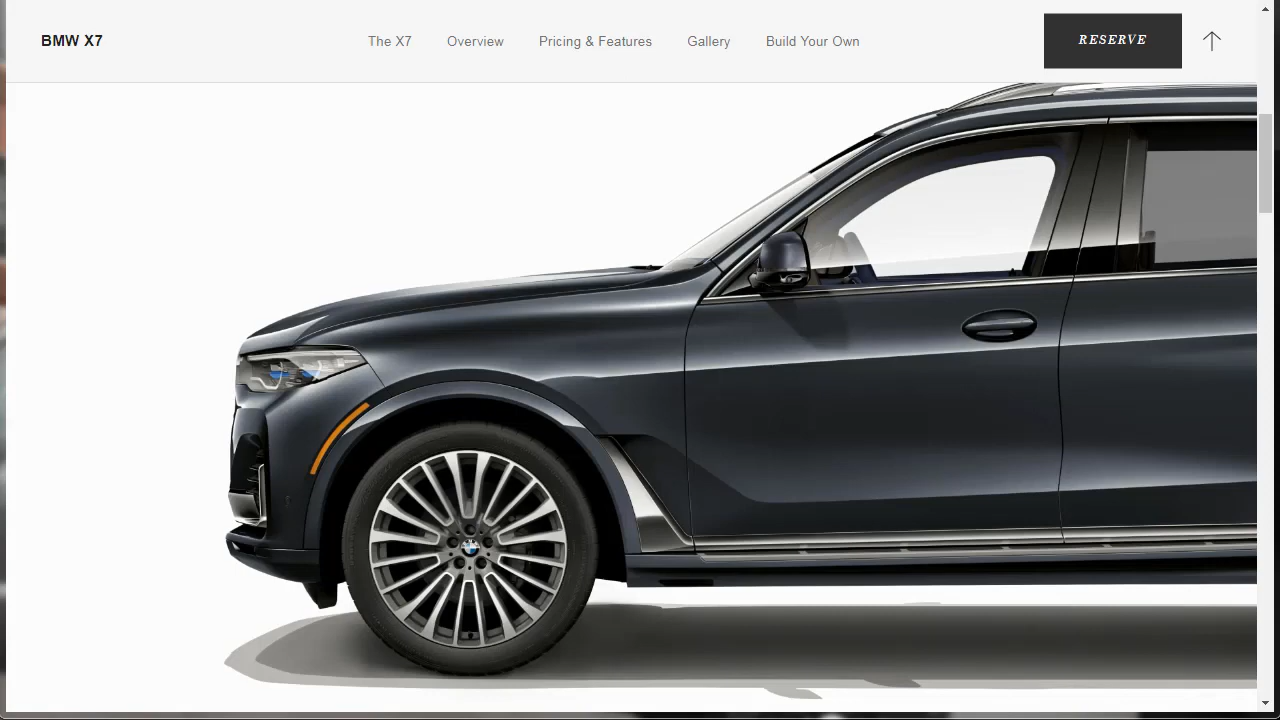 BMW X7
The X7
Overview
Pricing & Features
Gallery
Build Your Own
RESERVE